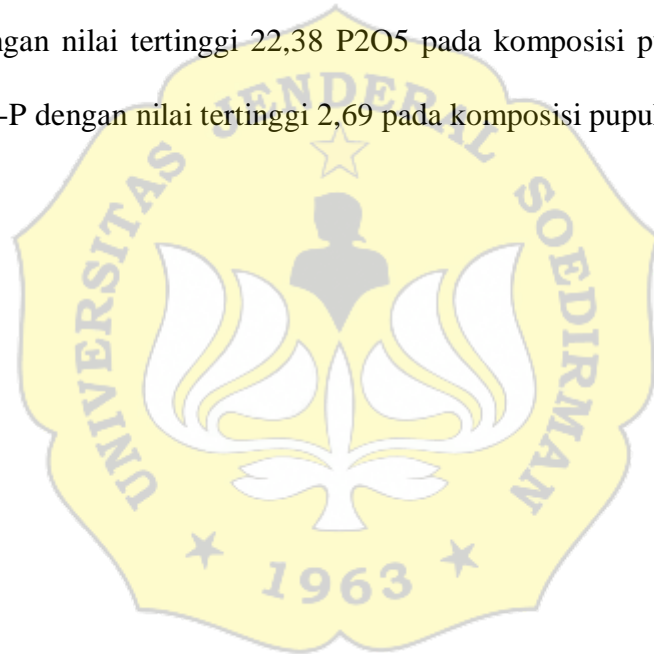 ngan nilai tertinggi 22,38 P2O5 pada komposisi
-P dengan nilai tertinggi 2,69 pada komposisi
UNIVERSITAS JENDERAL SOEDIRMAN
1963